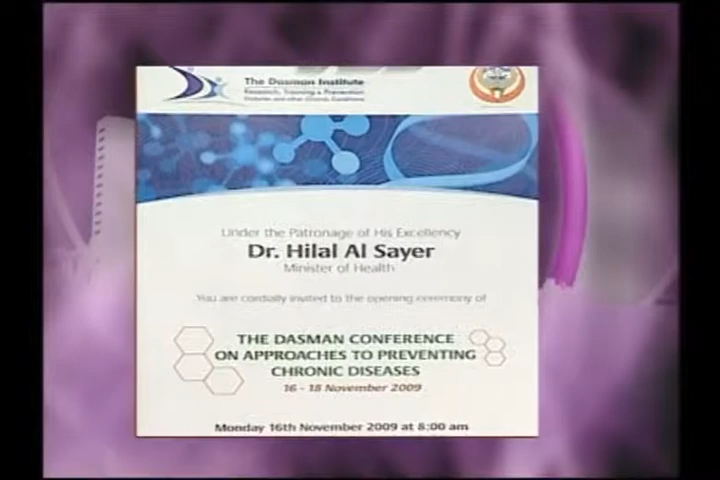 The Dasman Institute
Research, Training & Prevention
Diabetes and other Chronic Conditions
Under the Patronage of His Excellency
Dr. Hilal Al Sayer
Minister of Health
You are cordially invited to the opening ceremony of
THE DASMAN CONFERENCE
ON APPROACHES TO PREVENTING
CHRONIC DISEASES
16 - 18 November 2009
Monday 16th November 2009 at 8:00 am